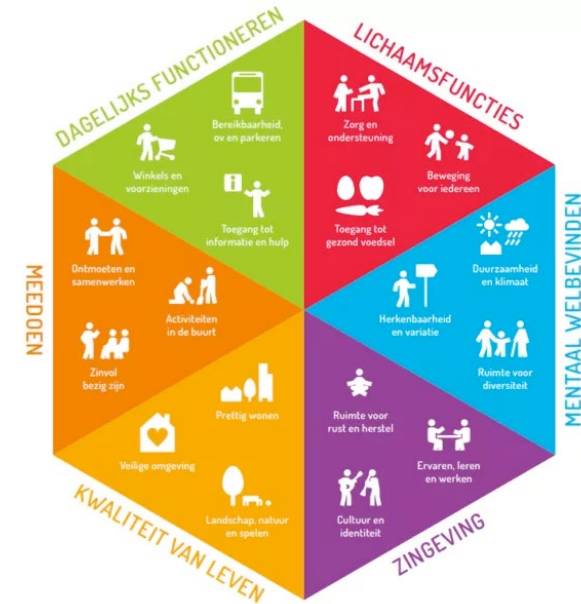 DAGELIJKS FUNCTIONEREN
Bereikbaarheid,
ov en parkeren
Winkels en
voorzieningen
i
Toegang tot
informatie en hulp
LICHAAMSFUNCTIES
Zorg en
ondersteuning
Beweging
voor iedereen
Toegang tot
gezond voedsel
MENTAAL WELBEVINDEN
Duurzaamheid
en klimaat
Herkenbaarheid
en variatie
Ruimte voor
diversiteit
ZINGEVING
Ruimte voor
rust en herstel
Ervaren, leren
en werken
Cultuur en
identiteit
KWALITEIT VAN LEVEN
Prettig wonen
Veilige omgeving
Landschap, natuur
en spelen
MEEDOEN
Ontmoeten en
samenwerken
Activiteiten
in de buurt
Zinvol
bezig zijn